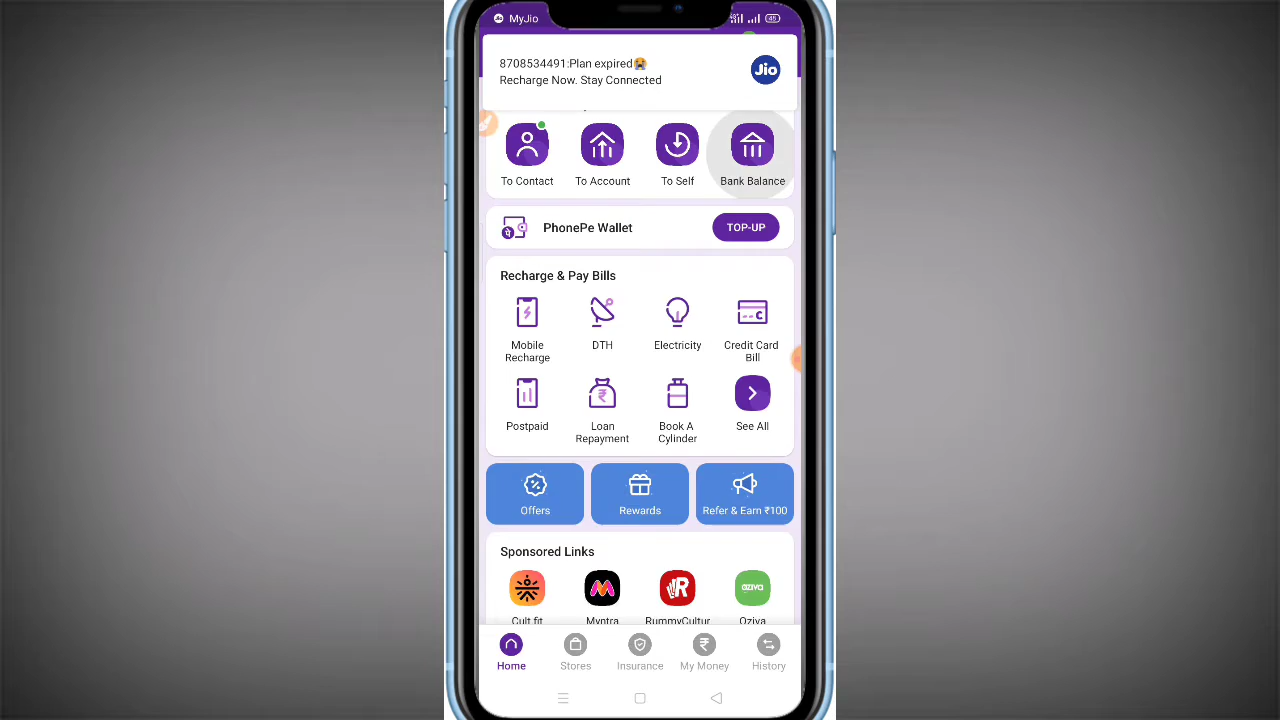 MyJio
48
8708534491:Plan expired😭
Recharge Now. Stay Connected
Jio
To Contact
To Account
To Self
Bank Balance
PhonePe Wallet
TOP-UP
Recharge & Pay Bills
Mobile
Recharge
DTH
Electricity
Credit Card
Bill
Postpaid
Loan
Repayment
Book A
Cylinder
See All
Offers
Rewards
Refer & Earn ₹100
Sponsored Links
oziva
Cult.fit
Myntra
RummyCultur
Oziva
Home
Stores
Insurance
My Money
History